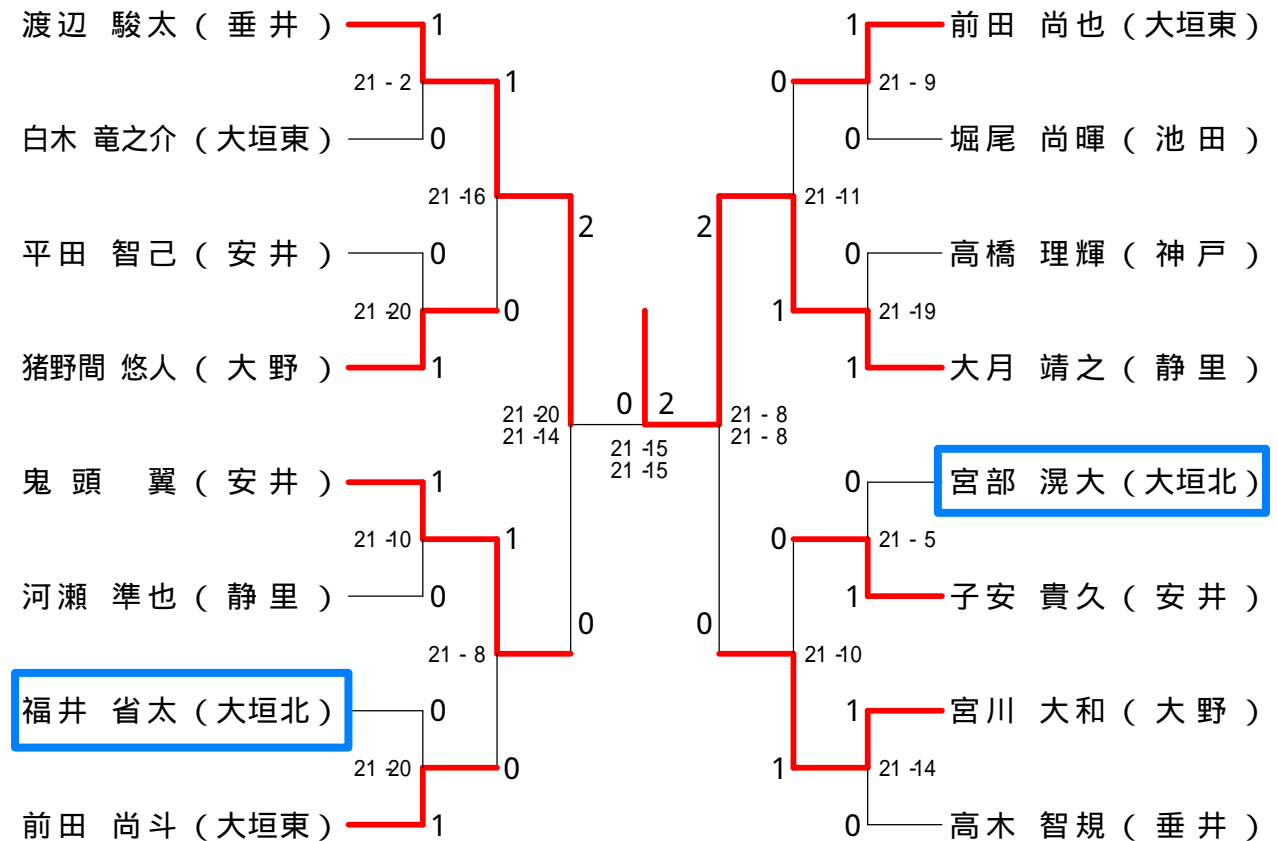 渡辺 駿太 ( 垂井 ) 1 1 前田 尚也 (大垣東)
21 - 2 1 0 21 - 9
白木 竜之介 (大垣東) 0 0 堀尾 尚暉 ( 池田 )
21 -16 21 -11
2 2
平田 智己 ( 安井 ) 0 0 高橋 理輝 ( 神戸 )
21 -20 0 1 21 -19
猪野間 悠人 ( 大野 ) 1 1 大月 靖之 ( 静里 )
21 -20 0 2 21 - 8
21 -14 21 - 8
21 -15
21 -15
鬼頭 翼 ( 安井 ) 1 0 宮部 滉大 (大垣北)
21 -10 1 0 21 - 5
河瀬 準也 ( 静里 ) 0 1 子安 貴久 ( 安井 )
0 0
21 - 8 21 -10
福井 省太 (大垣北) 0 1 宮川 大和 ( 大野 )
21 -20 0 1 21 -14
前田 尚斗 (大垣東) 1 0 高木 智規 ( 垂井 )